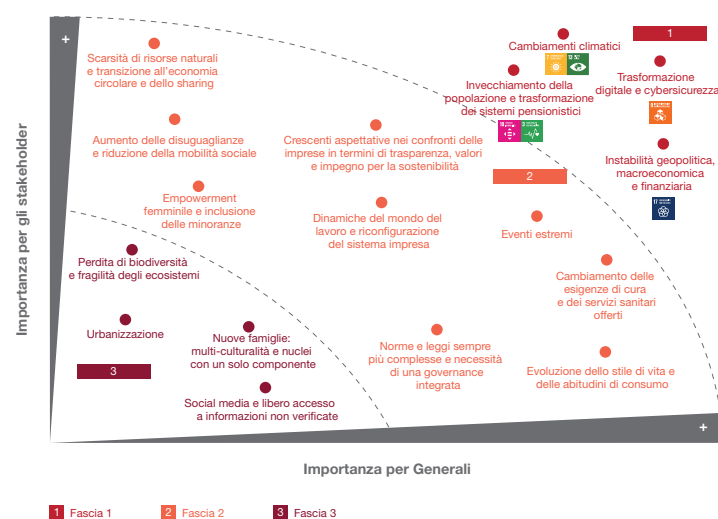 +
Scarsità di risorse naturali
e transizione all'economia
circolare e dello sharing
Cambiamenti climatici
1
Trasformazione
digitale e cybersicurezza
Invecchiamento della
popolazione e trasformazione
dei sistemi pensionistici
Aumento delle disuguaglianze
e riduzione della mobilità sociale
Crescenti aspettative nei confronti delle
imprese in termini di trasparenza, valori
e impegno per la sostenibilità
Instabilità geopolitica,
macroeconomica
e finanziaria
2
Empowerment
femminile e inclusione
delle minoranze
Dinamiche del mondo del
lavoro e riconfigurazione
del sistema impresa
Eventi estremi
Perdita di biodiversità
e fragilità degli ecosistemi
Cambiamento delle
esigenze di cura
e dei servizi sanitari
offerti
Urbanizzazione
Nuove famiglie:
multi-culturalità e nuclei
con un solo componente
Norme e leggi sempre
più complesse e necessità
di una governance
integrata
3
Evoluzione dello stile di vita e
delle abitudini di consumo
Social media e libero accesso
a informazioni non verificate
+
Importanza per gli stakeholder
Importanza per Generali
1 Fascia 1
2 Fascia 2
3 Fascia 3